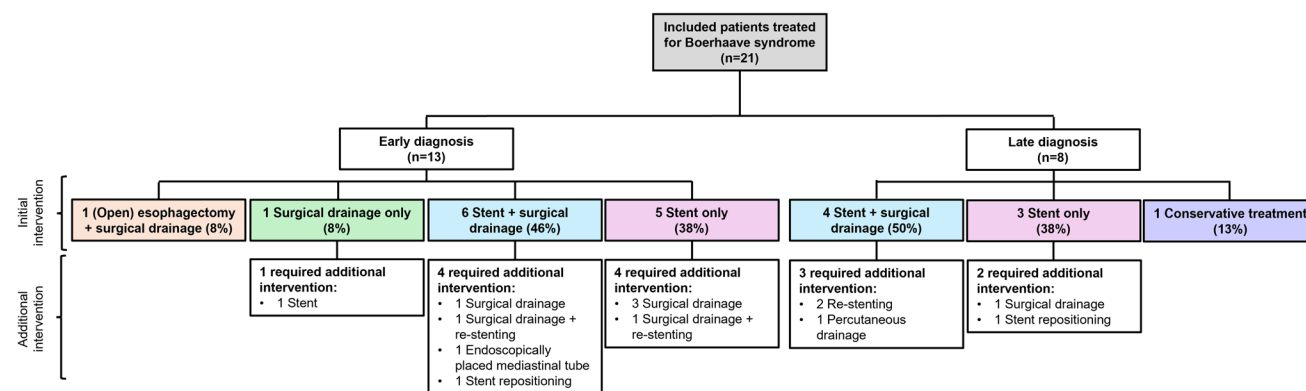 Included patients treated
for Boerhaave syndrome
(n=21)
Early diagnosis
(n=13)
Late diagnosis
(n=8)
Initial
intervention
1 (Open) esophagectomy
+ surgical drainage (8%)
1 Surgical drainage only
(8%)
6 Stent + surgical
drainage (46%)
5 Stent only
(38%)
4 Stent + surgical
drainage (50%)
3 Stent only
(38%)
1 Conservative treatment
(13%)
Additional
intervention
1 required additional
intervention:
• 1 Stent
4 required additional
intervention:
• 1 Surgical drainage
• 1 Surgical drainage +
re-stenting
• 1 Endoscopically
placed mediastinal tube
• 1 Stent repositioning
4 required additional
intervention:
• 3 Surgical drainage
• 1 Surgical drainage +
re-stenting
3 required additional
intervention:
• 2 Re-stenting
• 1 Percutaneous
drainage
2 required additional
intervention:
• 1 Surgical drainage
• 1 Stent repositioning